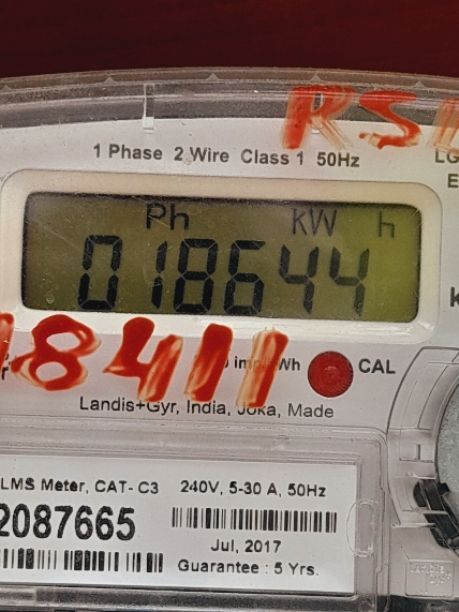 RS
1 Phase 2 Wire Class 1 50Hz
LG
E
Ph KW h
018644
k
18411
imp/kWh CAL
Landis+Gyr, India, Joka, Made
LMS Meter, CAT- C3 240V, 5-30 A, 50Hz
2087665
Jul, 2017
Guarantee : 5 Yrs.